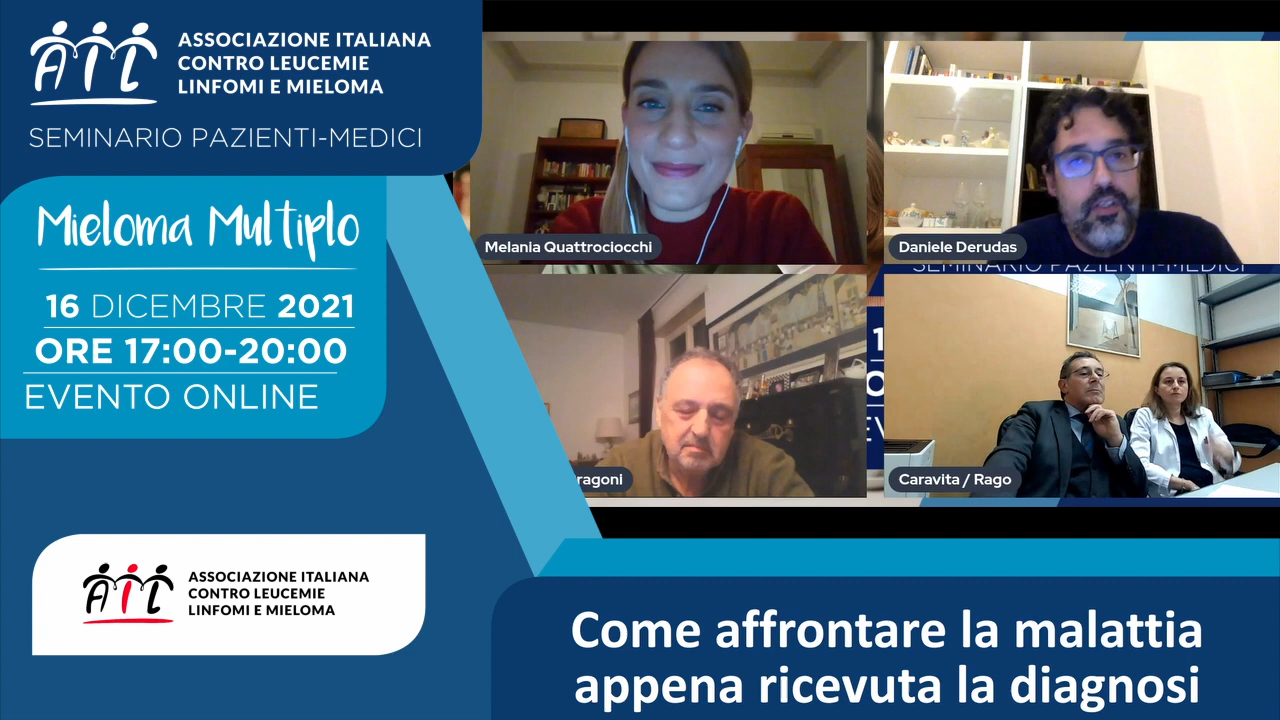 AIL
ASSOCIAZIONE ITALIANA
CONTRO LEUCEMIE
LINFOMI E MIELOMA
SEMINARIO PAZIENTI-MEDICI
Mieloma Multiplo
16 DICEMBRE 2021
ORE 17:00-20:00
EVENTO ONLINE
Melania Quattrociocchi
Daniele Derudas
SEMINARIO PAZIENTI-MEDICI
ragoni
Caravita / Rago
AIL
ASSOCIAZIONE ITALIANA
CONTRO LEUCEMIE
LINFOMI E MIELOMA
Come affrontare la malattia
appena ricevuta la diagnosi